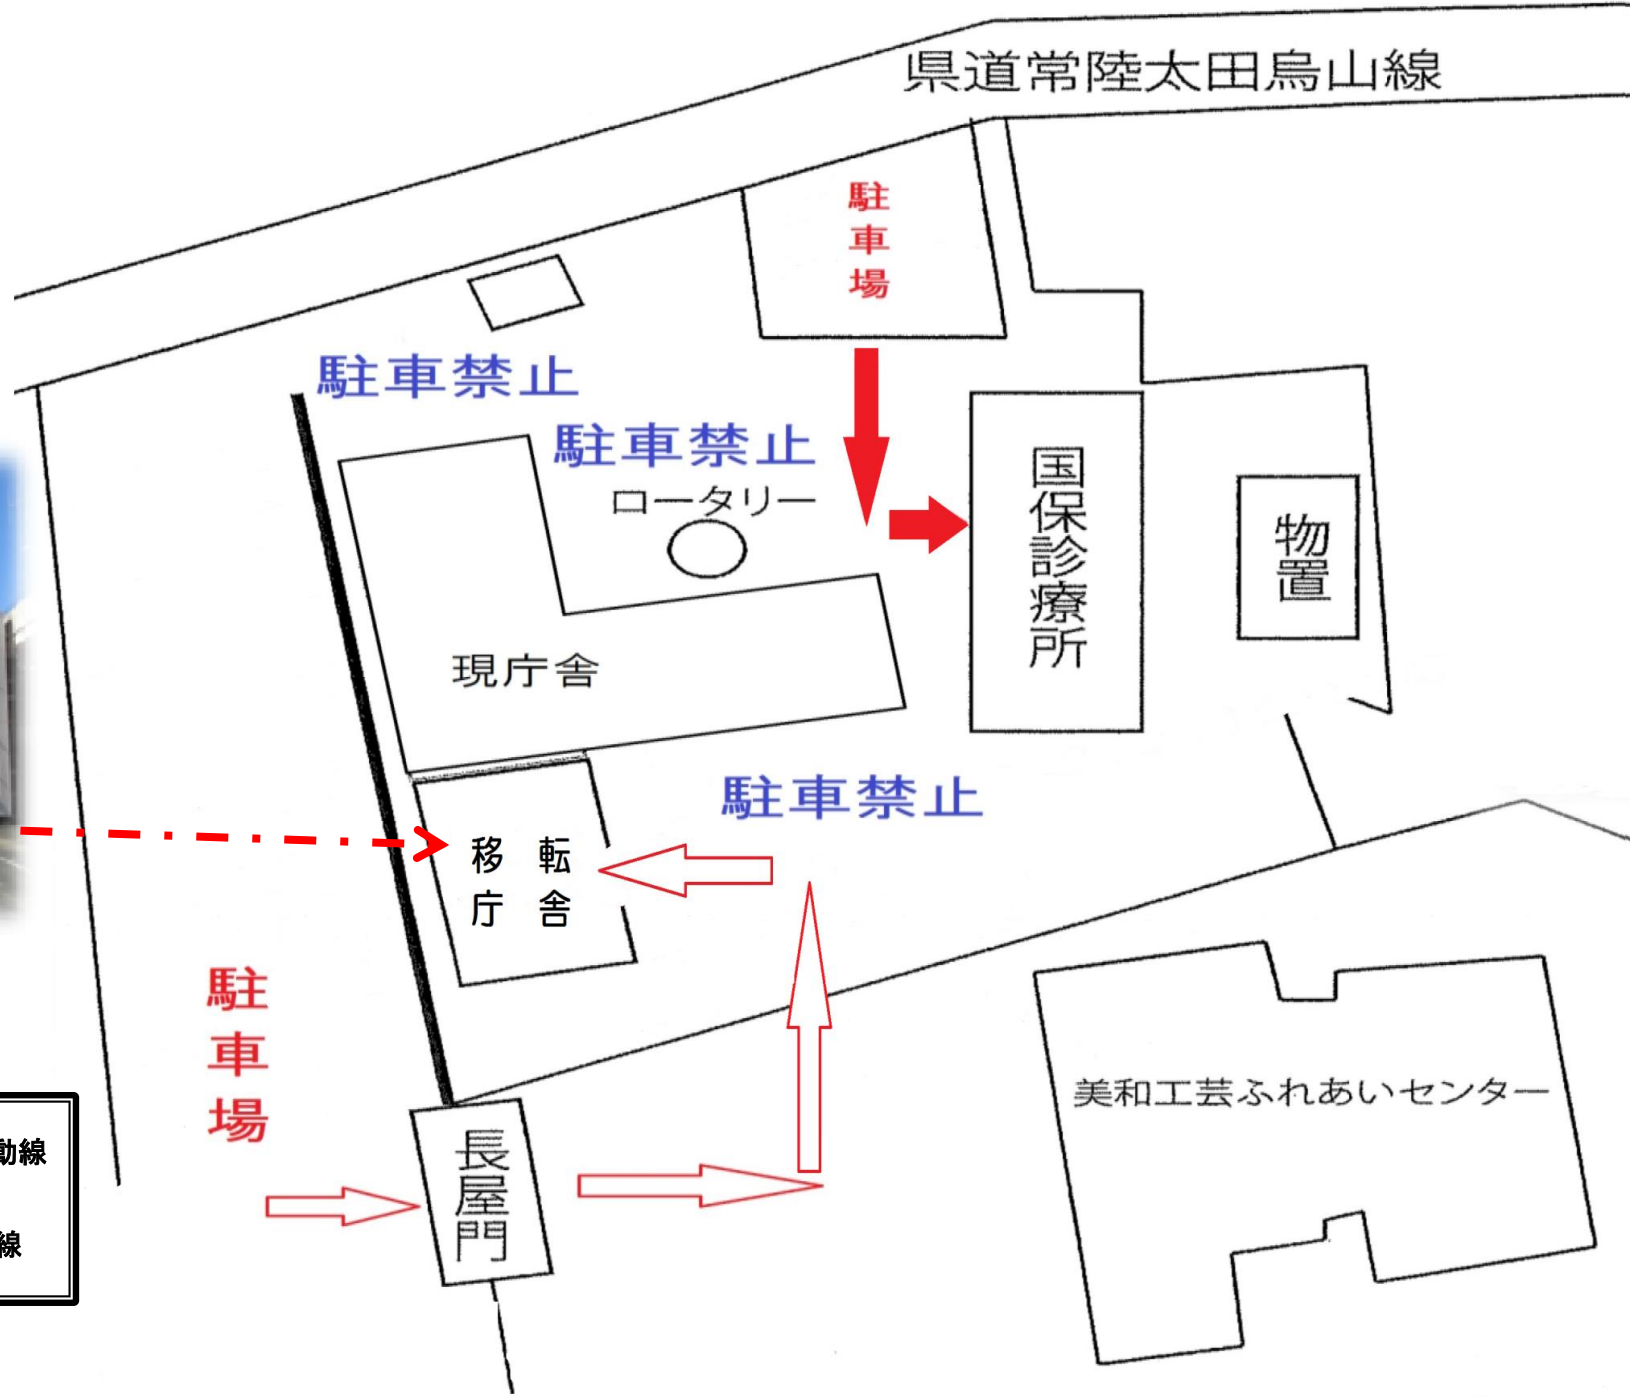 県道常陸太田烏山線
駐車場
駐車禁止
駐車禁止
ロータリー
国保診療所
物置
現庁舎
駐車禁止
移転
庁舎
駐車場
美和工芸ふれあいセンター
長屋門
動線
線